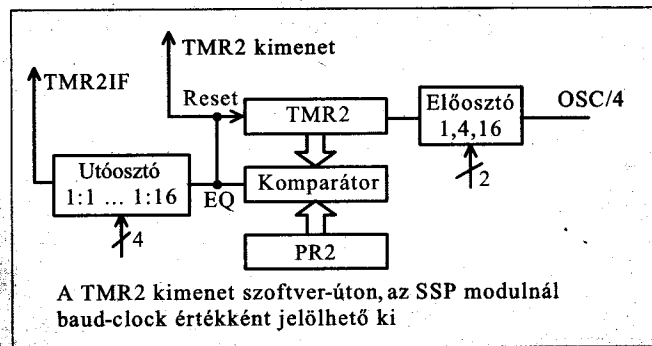 TMR2 kimenet
TMR2IF
Reset
TMR2
Előosztó
1,4,16
OSC/4
2
Utóosztó
1:1 ... 1:16
4
EQ
Komparátor
PR2
A TMR2 kimenet szoftver-úton, az SSP modulnál
baud-clock értékként jelölhető ki